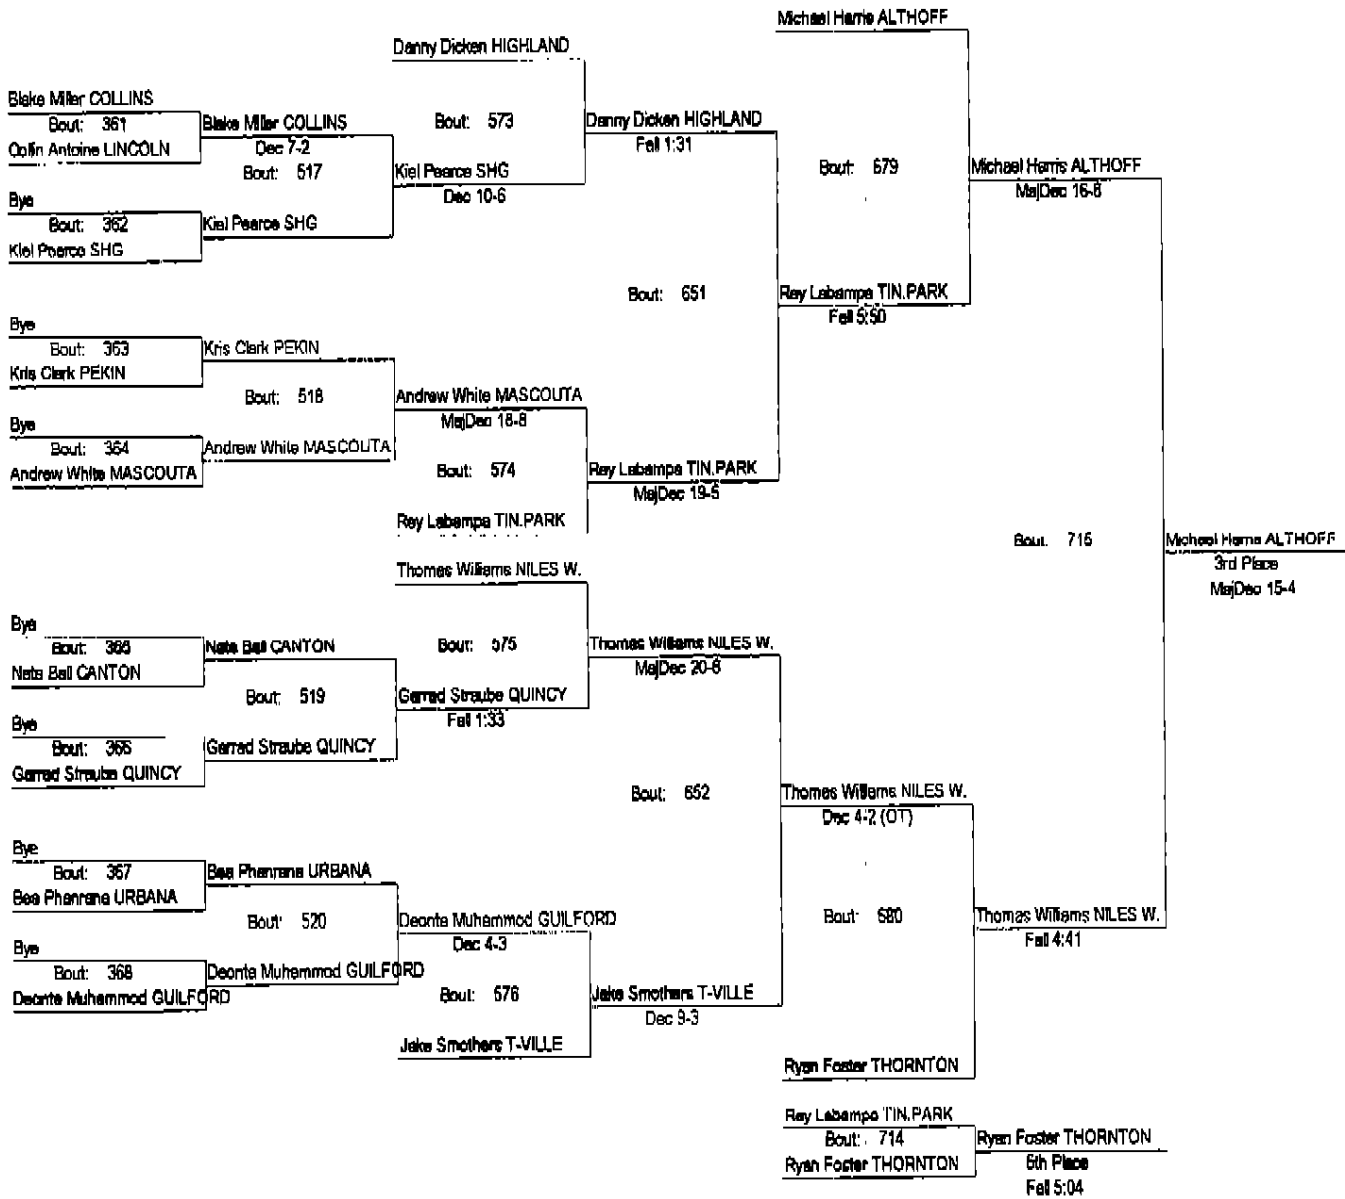 Michael Harris ALTHOFF
Danny Dicken HIGHLAND
Blake Miller COLLINS
Bout: 361
Collin Antoine LINCOLN
Blake Miller COLLINS
Dec 7-2
Bout: 517
Bout: 573
Danny Dicken HIGHLAND
Fall 1:31
Kiel Pearce SHG
Dec 10-6
Bout: 679
Michael Harris ALTHOFF
MajDec 16-8
Bye
Bout: 362
Kiel Pearce SHG
Kiel Pearce SHG
Bout: 651
Ray Labampa TIN.PARK
Fall 5:50
Bye
Bout: 363
Kris Clark PEKIN
Kris Clark PEKIN
Bout: 518
Andrew White MASCOUTA
MajDec 18-8
Bye
Bout: 364
Andrew White MASCOUTA
Andrew White MASCOUTA
Bout: 574
Ray Labampa TIN.PARK
MajDec 19-5
Ray Labampa TIN.PARK
Bout: 715
Michael Harris ALTHOFF
3rd Place
MajDec 15-4
Thomas Williams NILES W.
Bye
Bout: 365
Nate Ball CANTON
Nate Ball CANTON
Bout: 575
Thomas Williams NILES W.
MajDec 20-6
Bout: 519
Garrad Straube QUINCY
Fall 1:33
Bye
Bout: 366
Garrad Straube QUINCY
Garrad Straube QUINCY
Bout: 652
Thomas Williams NILES W.
Dec 4-2 (OT)
Bye
Bout: 367
Bee Phanrana URBANA
Bee Phanrana URBANA
Bout: 520
Deonta Muhammod GUILFORD
Dec 4-3
Bout: 680
Thomas Williams NILES W.
Fall 4:41
Bye
Bout: 368
Deonta Muhammod GUILFORD
Deonta Muhammod GUILFORD
Bout: 576
Jake Smothers T-VILLE
Dec 9-3
Jake Smothers T-VILLE
Ryan Foster THORNTON
Ray Labampa TIN.PARK
Bout: 714
Ryan Foster THORNTON
Ryan Foster THORNTON
5th Place
Fall 5:04